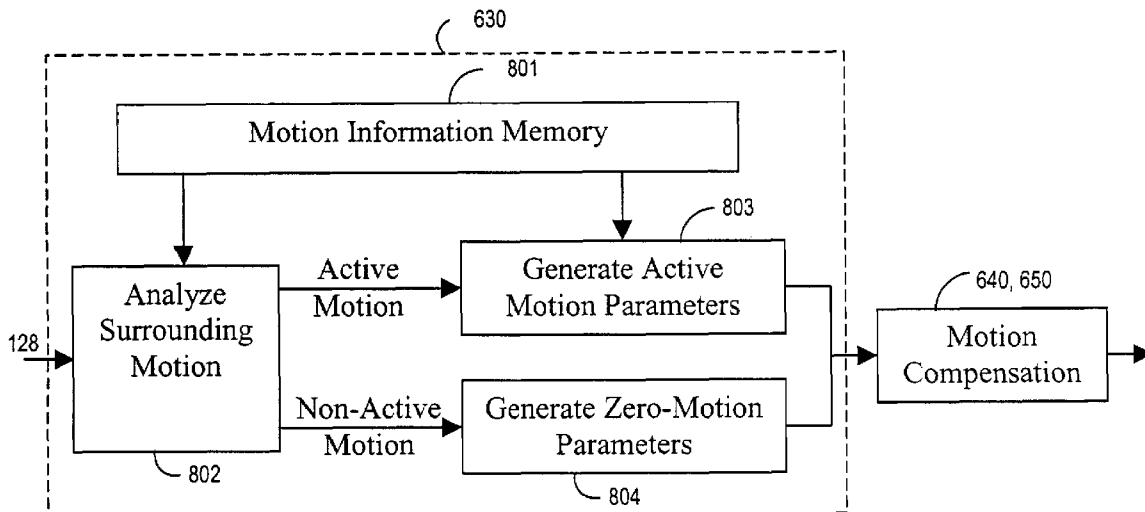 630
801
Motion Information Memory
803
Analyze
Surrounding
Motion
Active
Motion
Generate Active
Motion Parameters
640, 650
Motion
Compensation
128
Non-Active
Motion
Generate Zero-Motion
Parameters
802
804